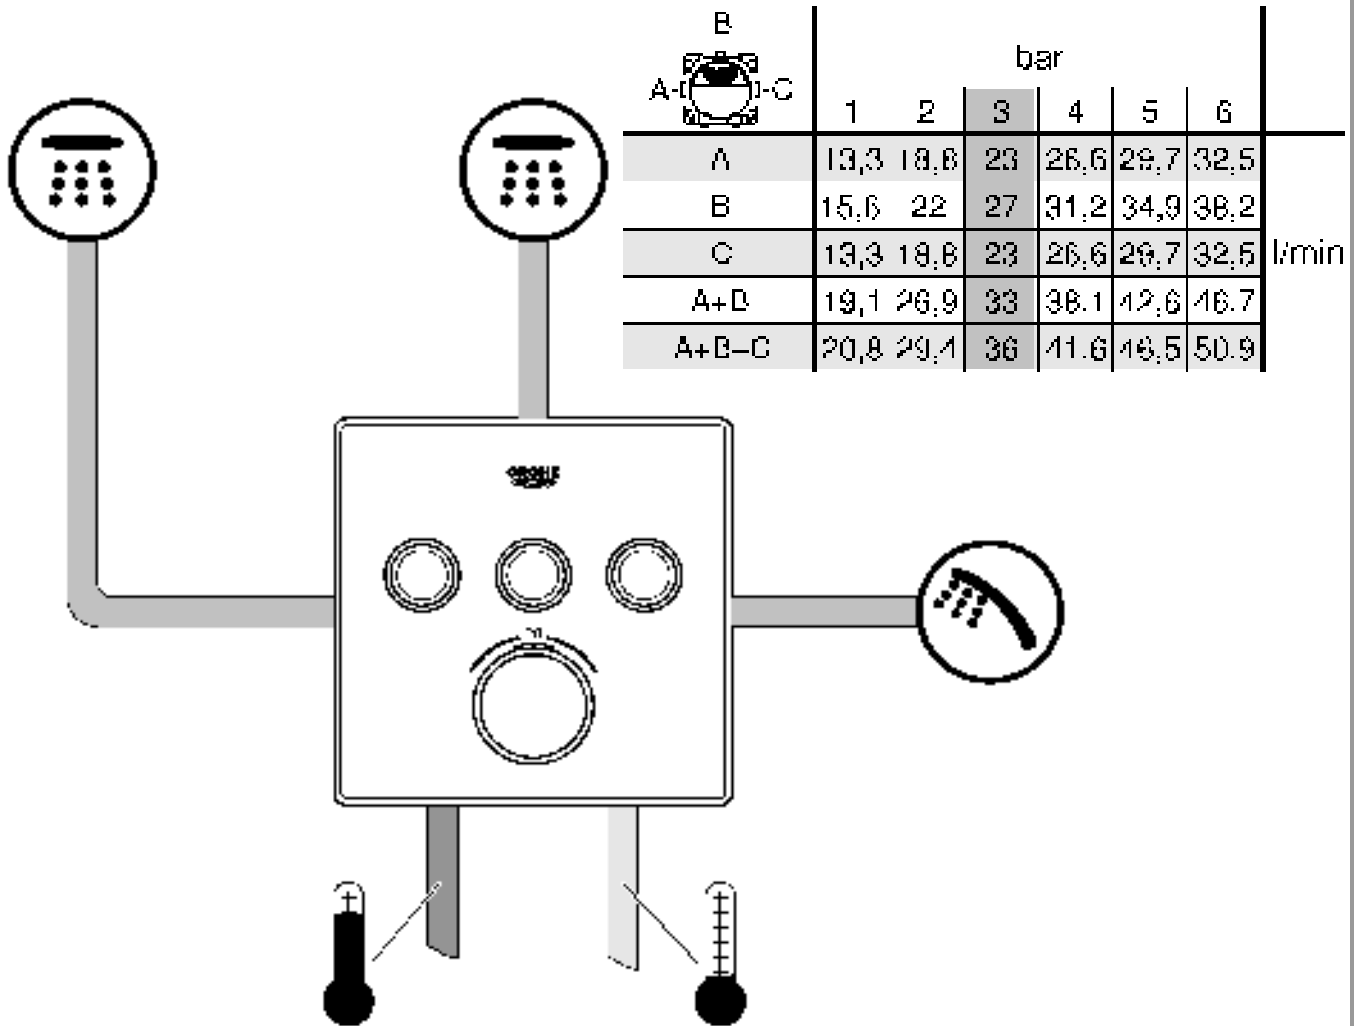 B
A C
bar
1 2 3 4 5 6
A 13,3 18,8 23 26,6 29,7 32,5
B 15,6 22 27 31,2 34,9 38,2
C 13,3 18,8 23 26,6 29,7 32,5 l/min
A+B 19,1 26,9 33 38,1 42,6 46,7
A+B+C 20,8 29,4 36 41,6 46,5 50,9
GROHE